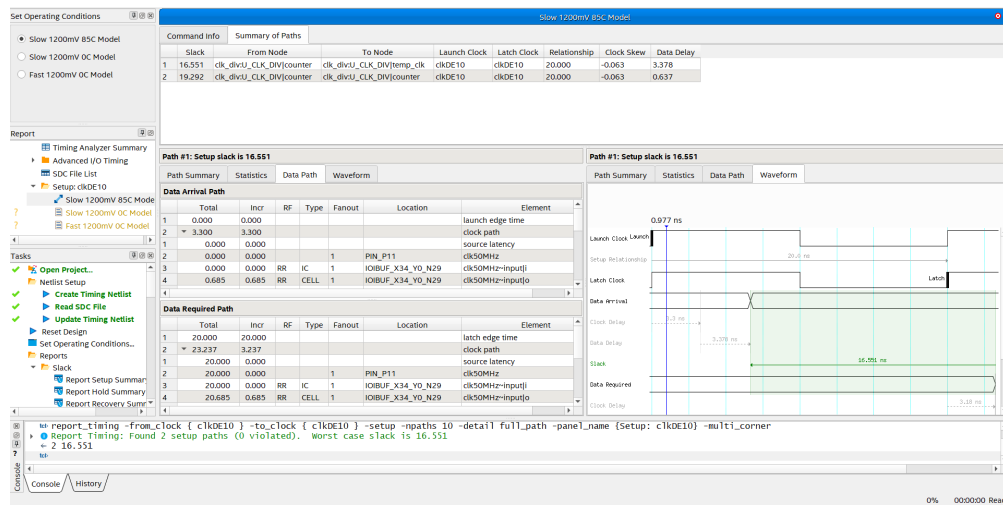 Set Operating Conditions
Slow 1200mV 85C Model
Slow 1200mV 0C Model
Fast 1200mV 0C Model
Slow 1200mV 85C Model
Command Info Summary of Paths
Slack From Node To Node Launch Clock Latch Clock Relationship Clock Skew Data Delay
1 16.551 clk_div:U_CLK_DIV|counter clk_div:U_CLK_DIV|temp_clk clkDE10 clkDE10 20.000 -0.063 3.378
2 19.292 clk_div:U_CLK_DIV|counter clk_div:U_CLK_DIV|counter clkDE10 clkDE10 20.000 -0.063 0.637
Report
Timing Analyzer Summary
Advanced I/O Timing
SDC File List
Setup: clkDE10
Slow 1200mV 85C Mode
? Slow 1200mV 0C Model
? Fast 1200mV 0C Model
Tasks
Open Project...
Netlist Setup
Create Timing Netlist
Read SDC File
Update Timing Netlist
Reset Design
Set Operating Conditions...
Reports
Slack
Report Setup Summar
Report Hold Summary
Report Recovery Summ
Path #1: Setup slack is 16.551
Path Summary Statistics Data Path Waveform
Data Arrival Path
Total Incr RF Type Fanout Location Element
1 0.000 0.000 launch edge time
2 3.300 3.300 clock path
1 0.000 0.000 source latency
2 0.000 0.000 1 PIN_P11 clk50MHz
3 0.000 0.000 RR IC 1 IOIBUF_X34_Y0_N29 clk50MHz~input|i
4 0.685 0.685 RR CELL 1 IOIBUF_X34_Y0_N29 clk50MHz~input|o
Data Required Path
Total Incr RF Type Fanout Location Element
1 20.000 20.000 latch edge time
2 23.237 3.237 clock path
1 20.000 0.000 source latency
2 20.000 0.000 1 PIN_P11 clk50MHz
3 20.000 0.000 RR IC 1 IOIBUF_X34_Y0_N29 clk50MHz~input|i
4 20.685 0.685 RR CELL 1 IOIBUF_X34_Y0_N29 clk50MHz~input|o
Path #1: Setup slack is 16.551
Path Summary Statistics Data Path Waveform
0.977 ns
Launch Clock Launch
Setup Relationship 20.0 ns
Latch Clock Latch
Data Arrival
Clock Delay 3.3 ns
Data Delay 3.378 ns
Slack 16.551 ns
Data Required
Clock Delay
tcl> report_timing -from_clock { clkDE10 } -to_clock { clkDE10 } -setup -npaths 10 -detail full_path -panel_name {Setup: clkDE10} -multi_corner
Report Timing: Found 2 setup paths (0 violated).  Worst case slack is 16.551
2 16.551
tcl>
Console
Console History
0% 00:00:00 Read